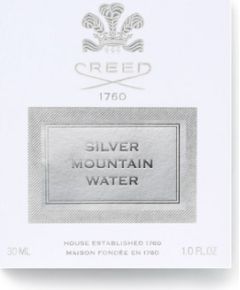 CREED
1760
SILVER
MOUNTAIN
WATER
HOUSE ESTABLISHED 1760
30 ML
1.0 FL.OZ
MAISON FONDÉE EN 1760